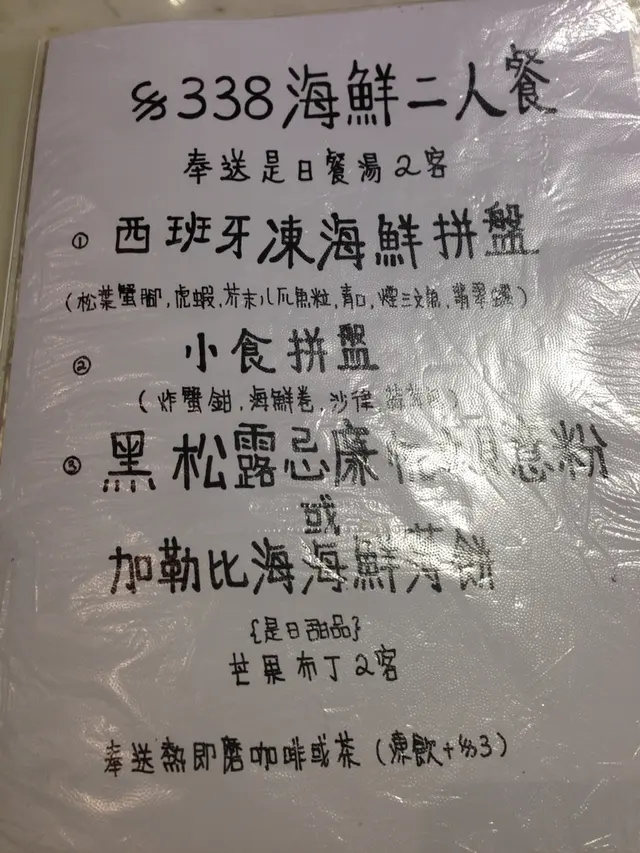 $338海鮮二人餐
奉送是日餐湯2客
① 西班牙凍海鮮拼盤
(松葉蟹腳,虎蝦,芥末八爪魚粒,青口,煙三文魚,翡翠螺)
② 小食拼盤
(炸蟹鉗,海鮮卷,沙律
③ 黑松露忌廉 意粉
或
加勒比海海鮮薄餅
{是日甜品}
芒果布丁2客
奉送熱即磨咖啡或茶 (凍飲+$3)